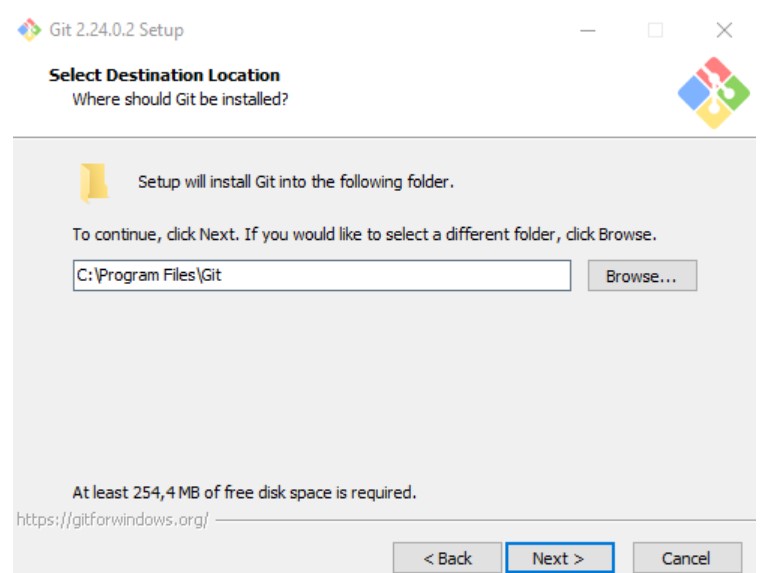 Git 2.24.0.2 Setup
Select Destination Location
Where should Git be installed?
Setup will install Git into the following folder.
To continue, click Next. If you would like to select a different folder, click Browse.
C:\Program Files\Git
Browse...
At least 254,4 MB of free disk space is required.
https://gitforwindows.org/
< Back Next > Cancel